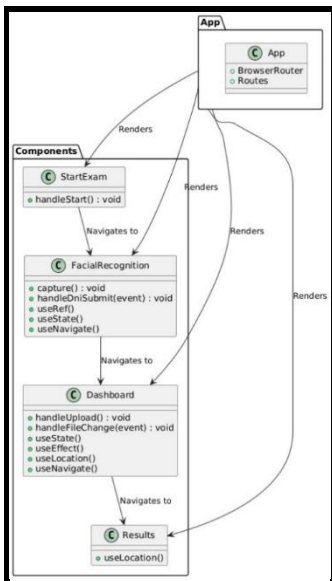 App
C App
BrowserRouter
Routes
Renders
Components
C StartExam
handleStart() : void
Renders
Navigates to
Renders
C FacialRecognition
capture() : void
handleDniSubmit(event) : void
useRef()
useState()
useNavigate()
Renders
Navigates to
C Dashboard
handleUpload() : void
handleFileChange(event) : void
useState()
useEffect()
useLocation()
useNavigate()
Navigates to
C Results
useLocation()